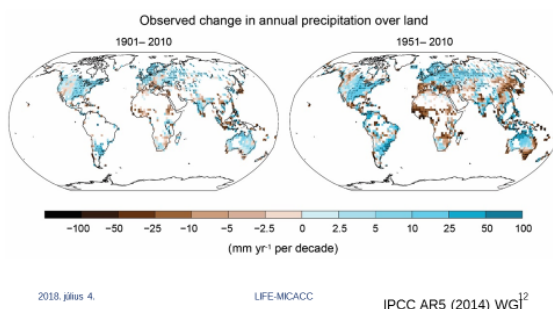 Observed change in annual precipitation over land
1901– 2010
1951– 2010
−100 −50 −25 −10 −5 −2.5 0 2.5 5 10 25 50 100
(mm yr⁻¹ per decade)
2018. július 4.
LIFE-MICACC
12
IPCC AR5 (2014) WGI